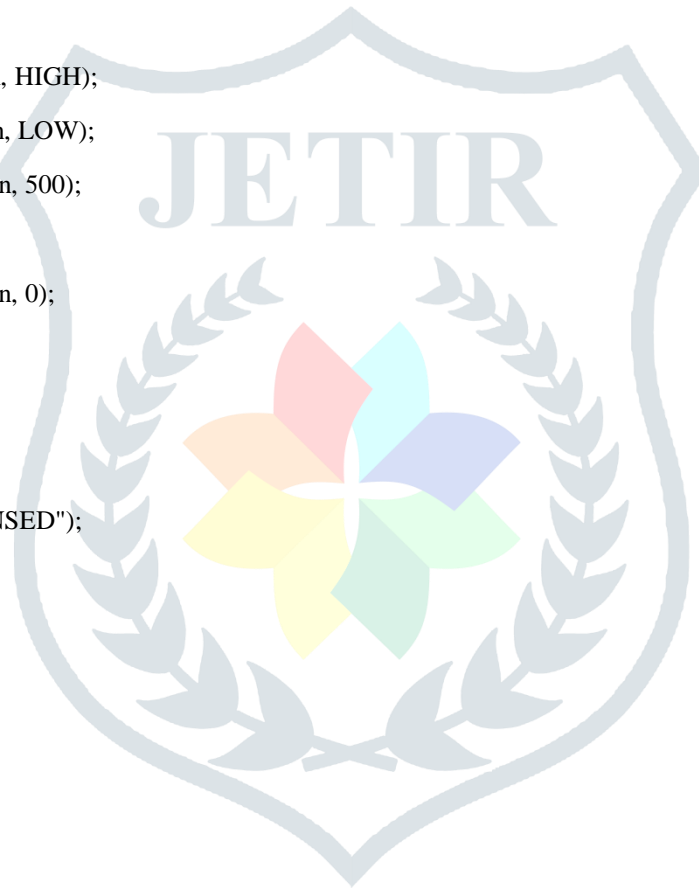 , HIGH);
n, LOW);
JETIR
n, 500);
n, 0);
NSED");